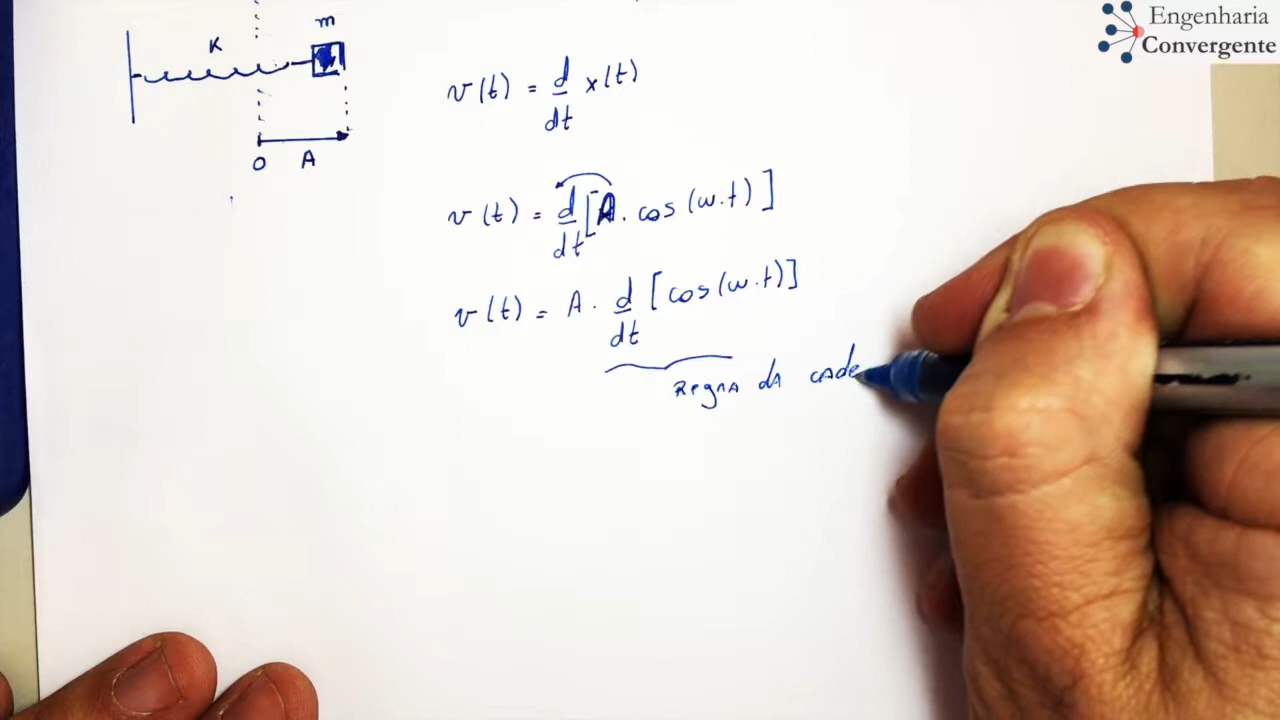 Engenharia
Convergente
m
K
0 A
v(t) = d/dt x(t)
v(t) = d/dt [A. cos (w.t)]
v(t) = A. d/dt [cos(w.t)]
Regra da cade